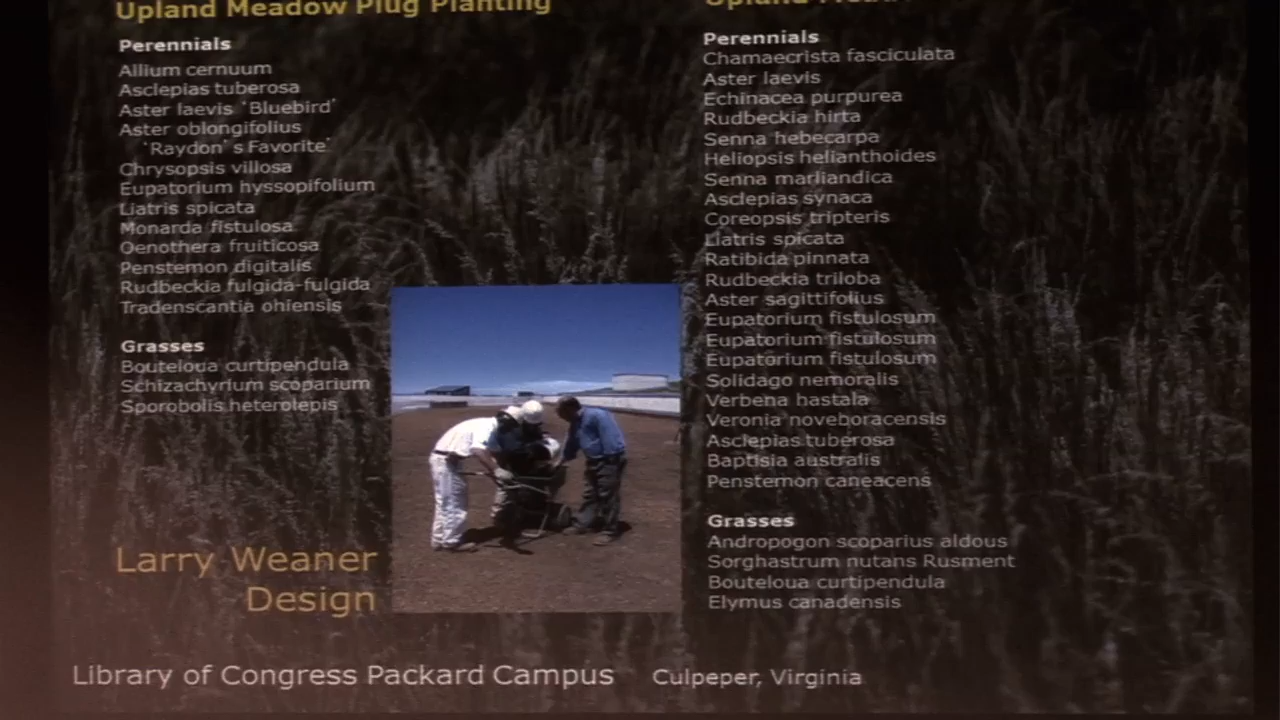 Upland Meadow Plug Planting
Perennials
Allium cernuum
Asclepias tuberosa
Aster laevis 'Bluebird'
Aster oblongifolius
'Raydon' s Favorite'
Chrysopsis villosa
Eupatorium hyssopifolium
Liatris spicata
Monarda fistulosa
Oenothera fruiticosa
Penstemon digitalis
Rudbeckia fulgida-fulgida
Tradenscantia ohiensis
Grasses
Bouteloua curtipendula
Schizachyrium scoparium
Sporobolis heterolepis
Larry Weaner
Design
Upland
Perennials
Chamaecrista fasciculata
Aster laevis
Echinacea purpurea
Rudbeckia hirta
Senna hebecarpa
Heliopsis helianthoides
Senna marliandica
Asclepias synaca
Coreopsis tripteris
Liatris spicata
Ratibida pinnata
Rudbeckia triloba
Aster sagittifolius
Eupatorium fistulosum
Eupatorium fistulosum
Eupatorium fistulosum
Solidago nemoralis
Verbena hastala
Veronia noveboracensis
Asclepias tuberosa
Baptisia australis
Penstemon caneacens
Grasses
Andropogon scoparius aldous
Sorghastrum nutans Rusment
Bouteloua curtipendula
Elymus canadensis
Library of Congress Packard Campus Culpeper, Virginia